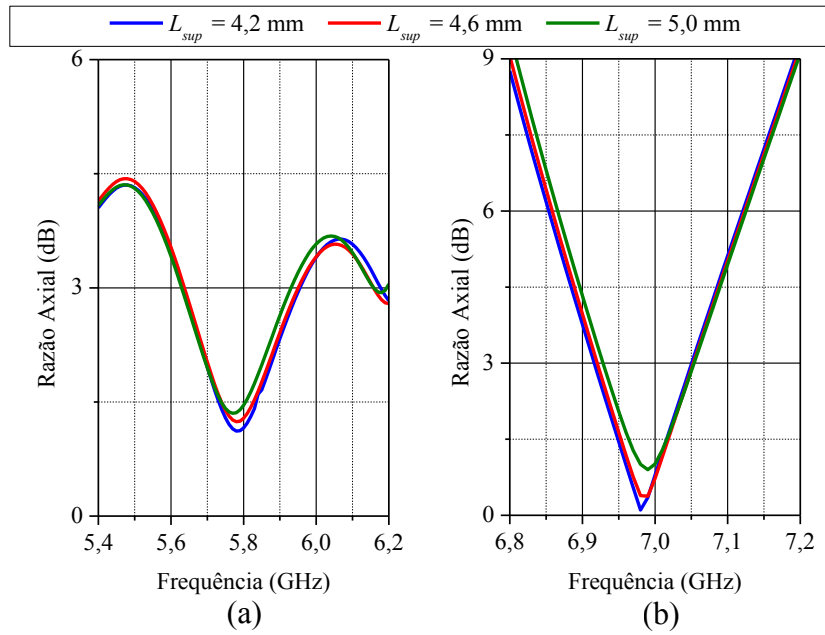 L_sup = 4,2 mm L_sup = 4,6 mm L_sup = 5,0 mm
6
3
0
Razão Axial (dB)
5,4 5,6 5,8 6,0 6,2
Frequência (GHz)
(a)
9
6
3
0
Razão Axial (dB)
6,8 6,9 7,0 7,1 7,2
Frequência (GHz)
(b)